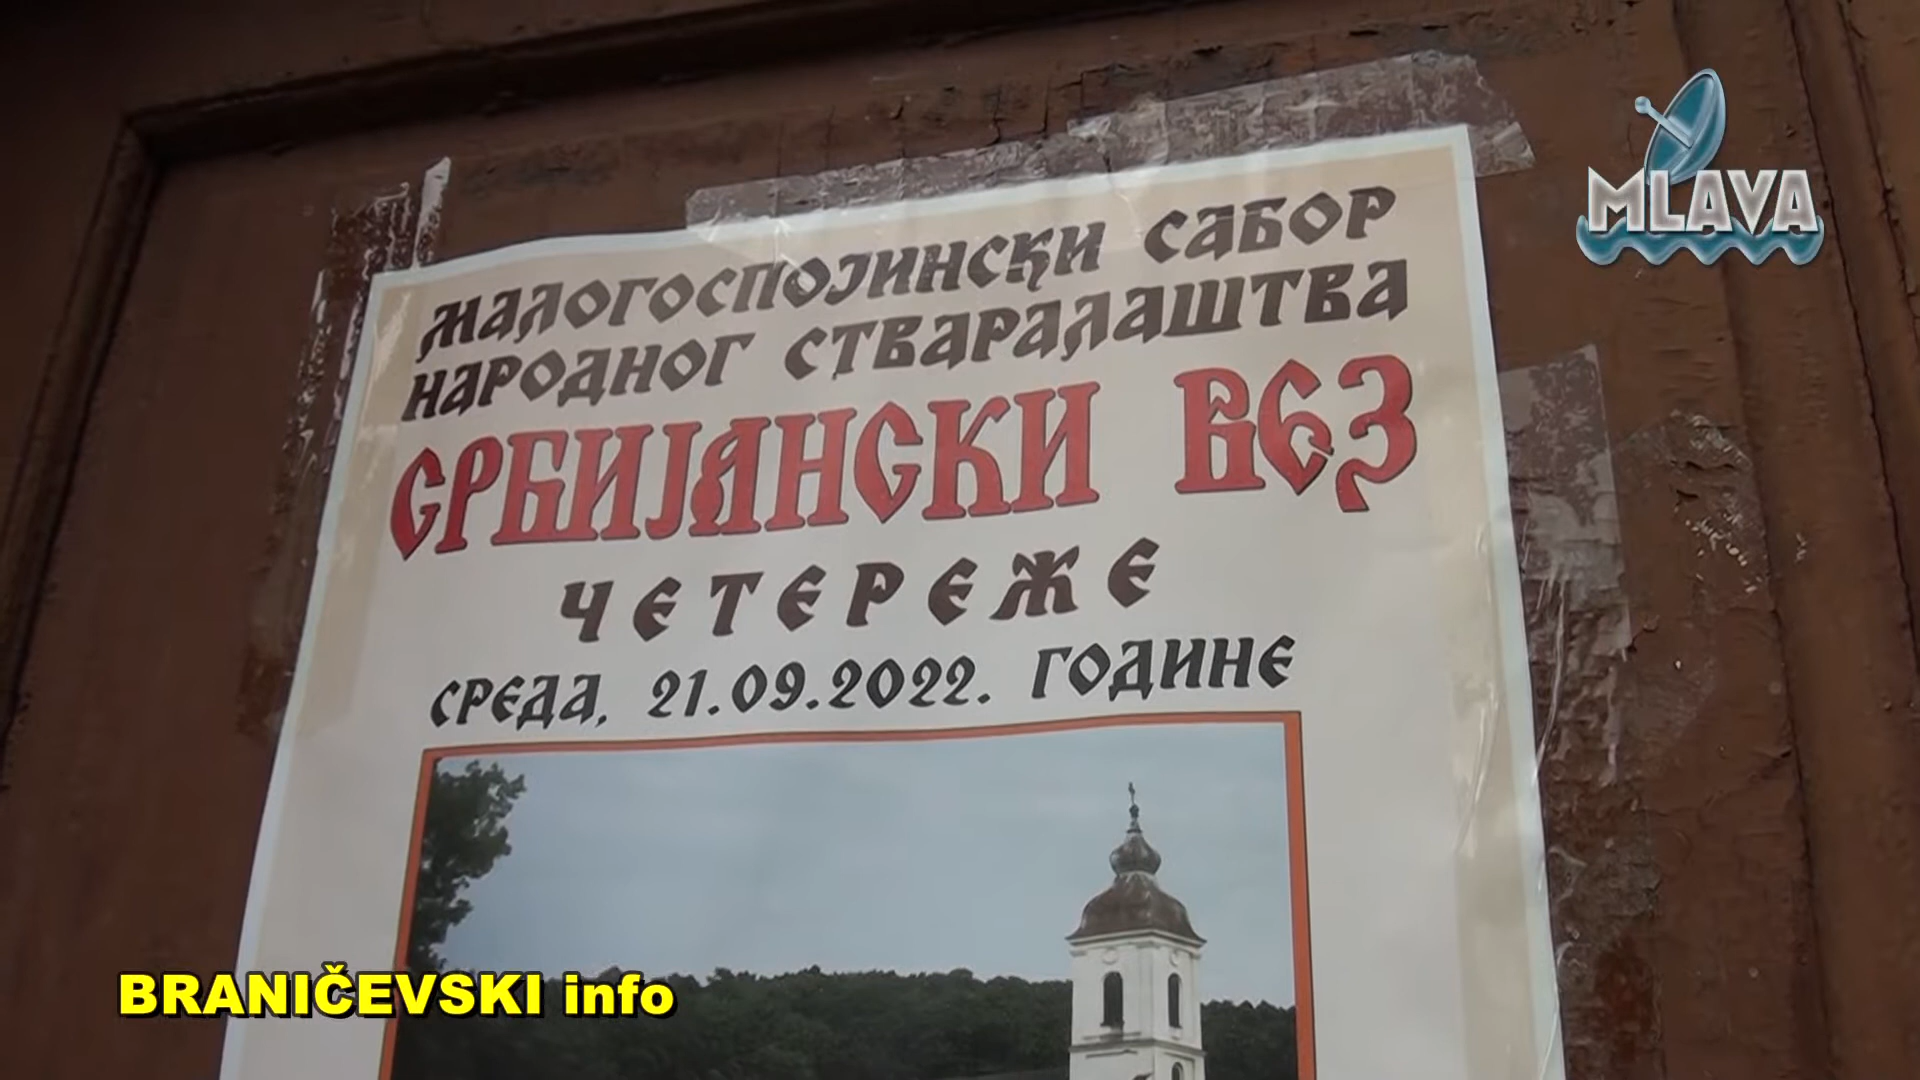 МАЛОГОСПОЈИНСКИ САБОР
НАРОДНОГ СТВАРАЛАШТВА
СРБИЈАНСКИ ВЕЗ
ЧЕТЕРЕЖЕ
СРЕДА, 21.09.2022. ГОДИНЕ
MLAVA
BRANIČEVSKI info